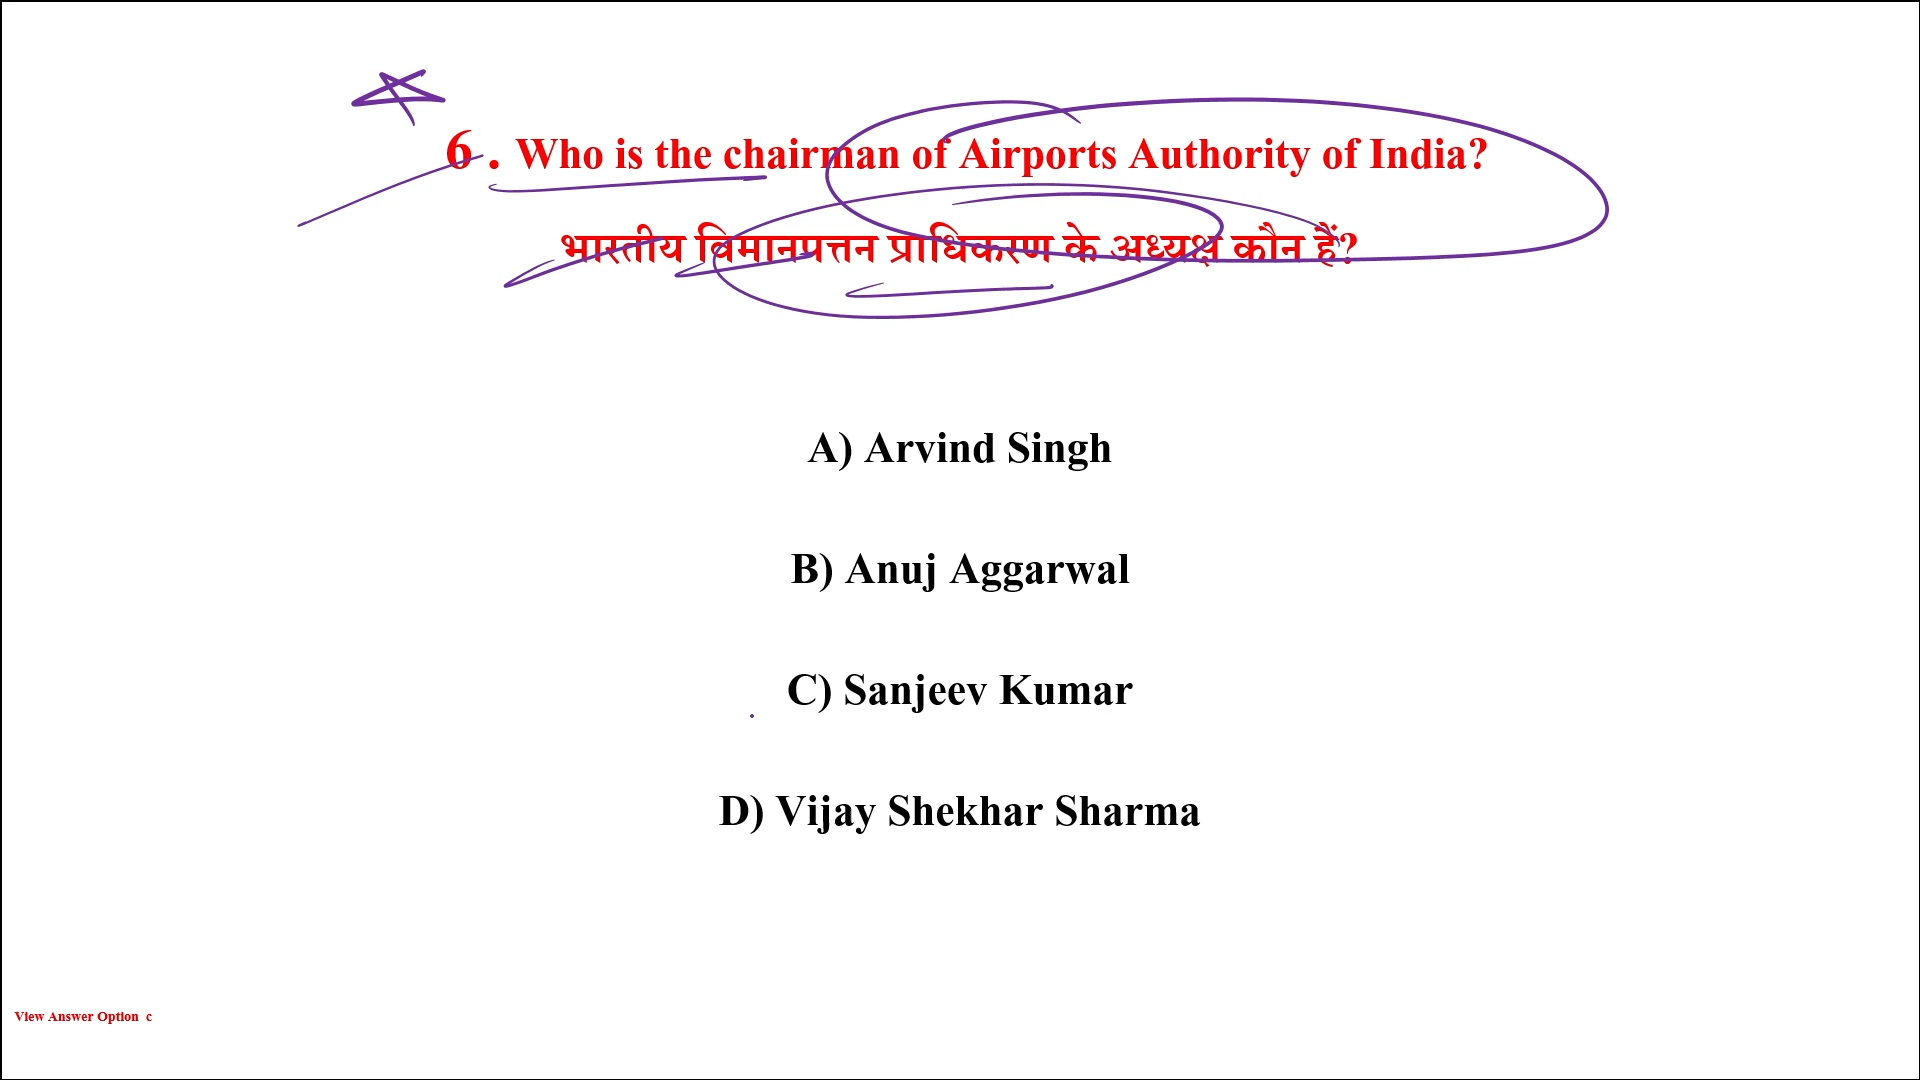 6 . Who is the chairman of Airports Authority of India?
भारतीय विमानपत्तन प्राधिकरण के अध्यक्ष कौन हैं?
A) Arvind Singh
B) Anuj Aggarwal
C) Sanjeev Kumar
D) Vijay Shekhar Sharma
View Answer Option c